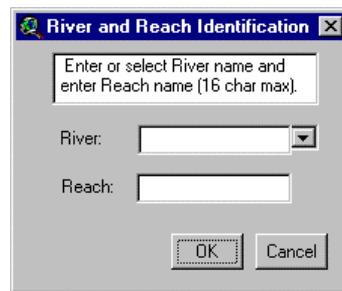 River and Reach Identification
Enter or select River name and
enter Reach name (16 char max).
River:
Reach:
OK Cancel